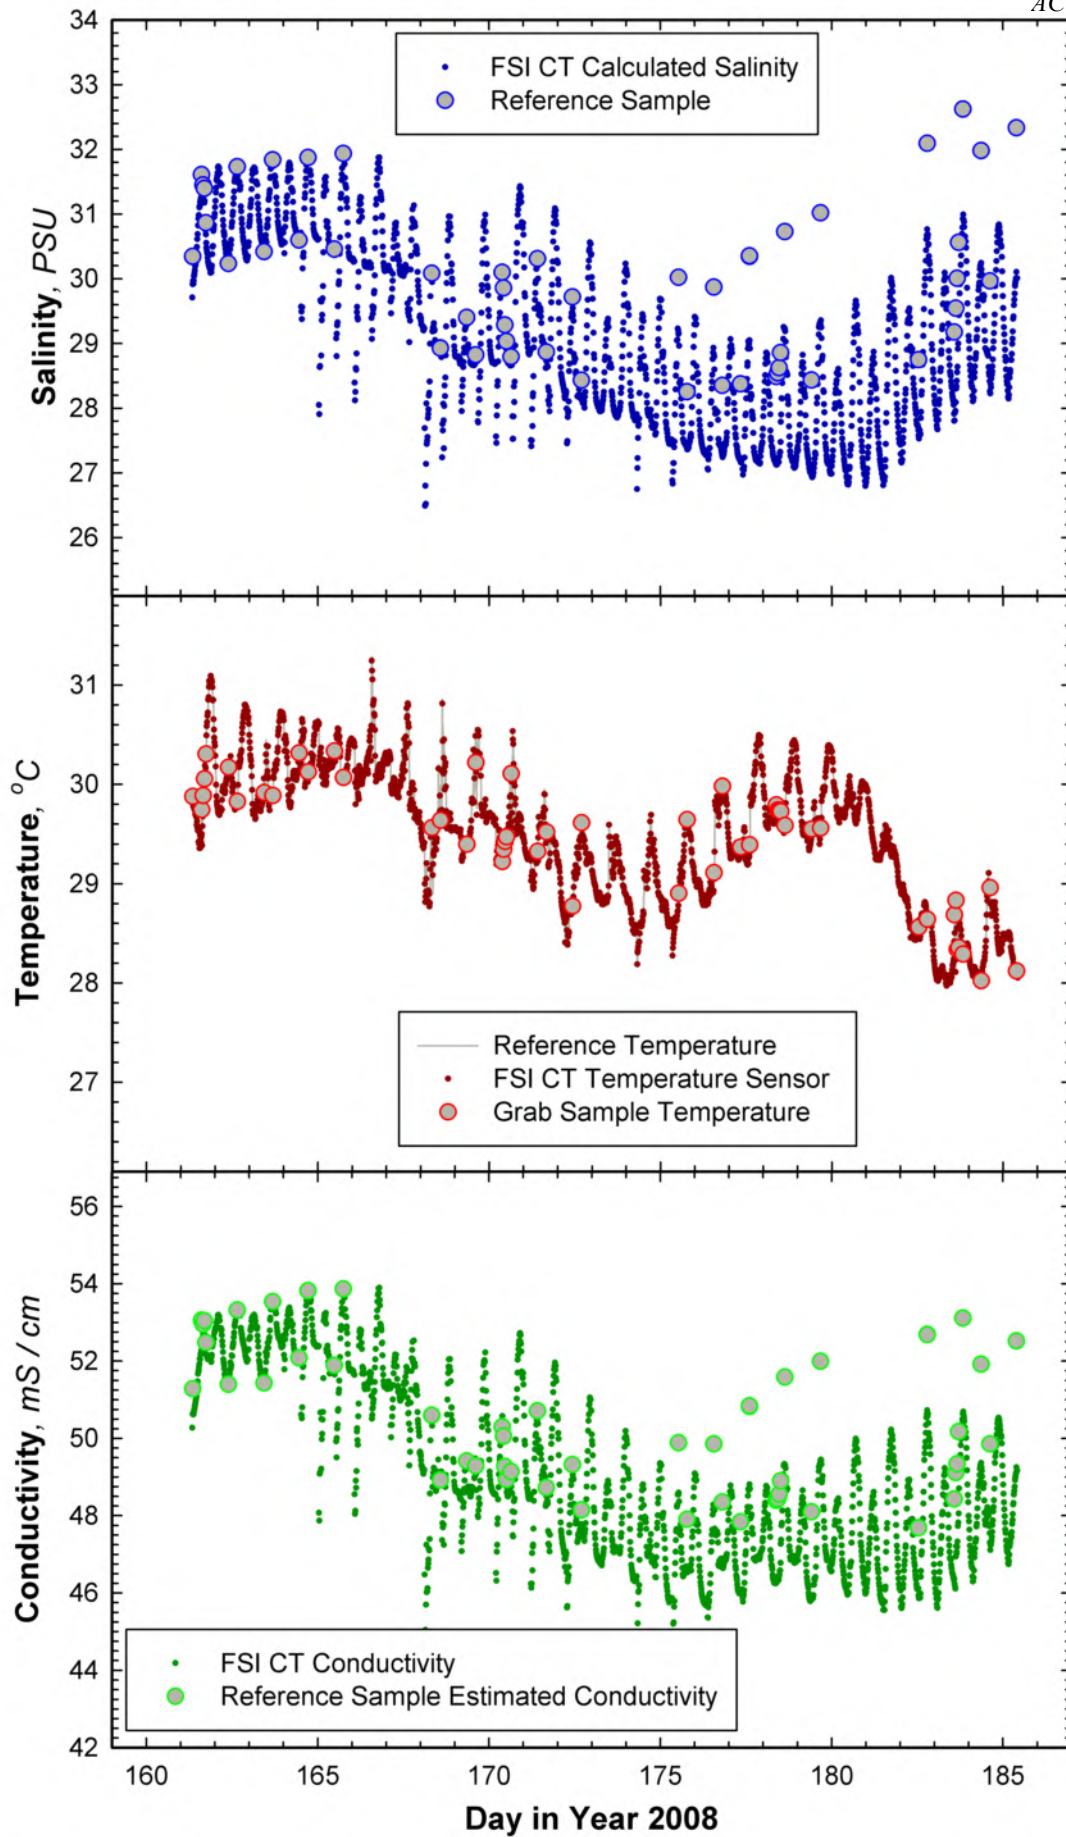 AC
34
33
32
31
30
29
28
27
26
Salinity, PSU
FSI CT Calculated Salinity
Reference Sample
31
30
29
28
27
Temperature, °C
Reference Temperature
FSI CT Temperature Sensor
Grab Sample Temperature
56
54
52
50
48
46
44
42
Conductivity, mS / cm
FSI CT Conductivity
Reference Sample Estimated Conductivity
160 165 170 175 180 185
Day in Year 2008